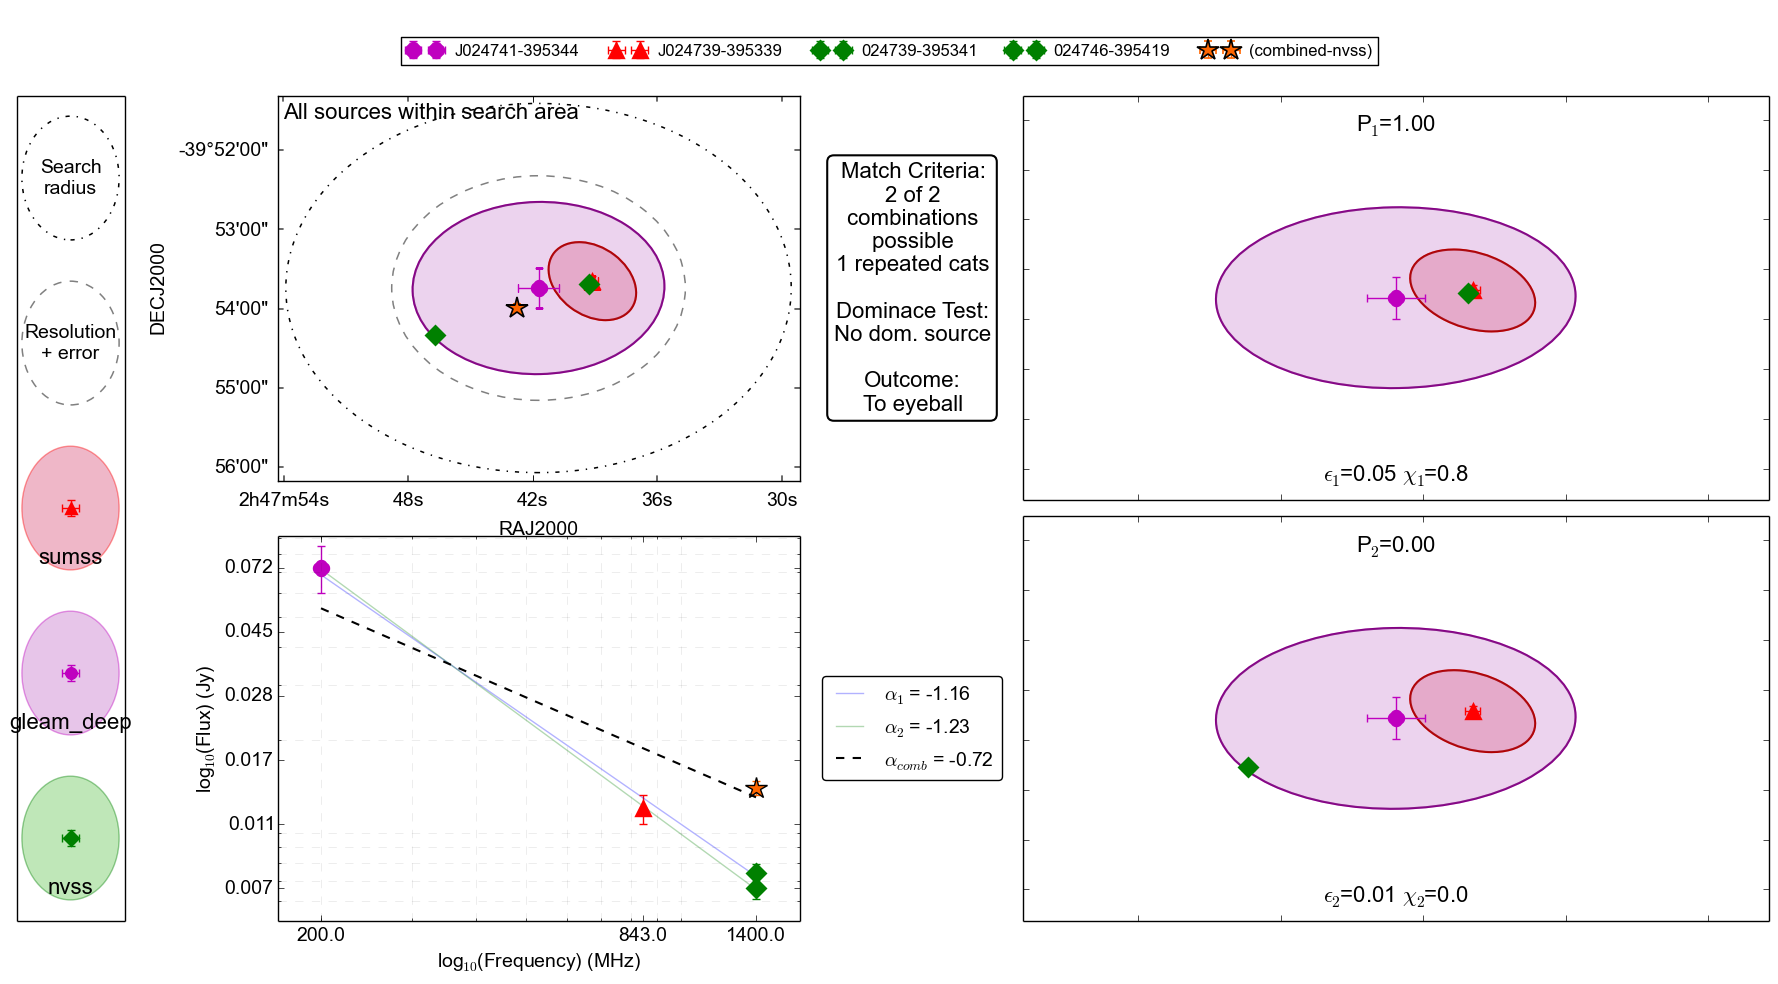 J024741-395344
J024739-395339
024739-395341
024746-395419
(combined-nvss)
Search
radius
Resolution
+ error
sumss
gleam_deep
nvss
All sources within search area
DECJ2000
-39°52'00"
53'00"
54'00"
55'00"
56'00"
2h47m54s
48s
42s
36s
30s
RAJ2000
Match Criteria:
2 of 2
combinations
possible
1 repeated cats
Dominace Test:
No dom. source
Outcome:
To eyeball
P1=1.00
ϵ1=0.05 χ1=0.8
P2=0.00
ϵ2=0.01 χ2=0.0
log10(Flux) (Jy)
0.072
0.045
0.028
0.017
0.011
0.007
200.0
843.0
1400.0
log10(Frequency) (MHz)
α1 = -1.16
α2 = -1.23
αcomb = -0.72